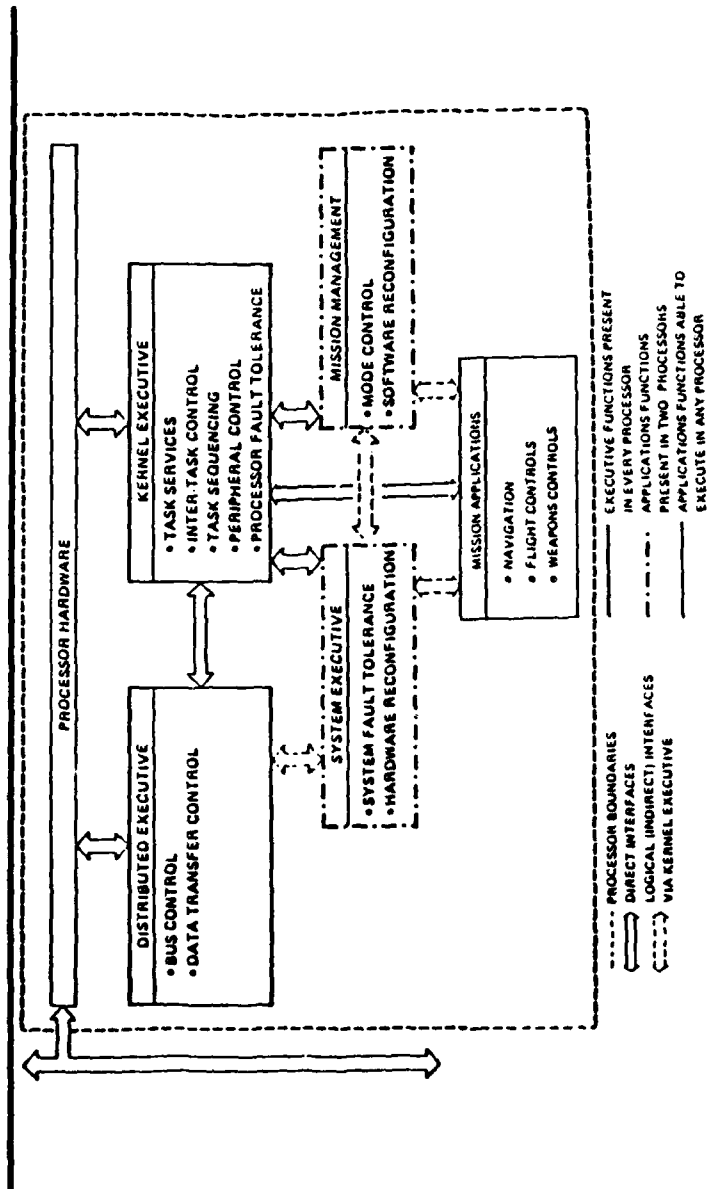 PROCESSOR HARDWARE
DISTRIBUTED EXECUTIVE
• BUS CONTROL
• DATA TRANSFER CONTROL
KERNEL EXECUTIVE
• TASK SERVICES
• INTER-TASK CONTROL
• TASK SEQUENCING
• PERIPHERAL CONTROL
• PROCESSOR FAULT TOLERANCE
SYSTEM EXECUTIVE
• SYSTEM FAULT TOLERANCE
• HARDWARE RECONFIGURATION
MISSION MANAGEMENT
• MODE CONTROL
• SOFTWARE RECONFIGURATION
MISSION APPLICATIONS
• NAVIGATION
• FLIGHT CONTROLS
• WEAPONS CONTROLS
PROCESSOR BOUNDARIES
DIRECT INTERFACES
LOGICAL (INDIRECT) INTERFACES
VIA KERNEL EXECUTIVE
EXECUTIVE FUNCTIONS PRESENT
IN EVERY PROCESSOR
APPLICATIONS FUNCTIONS
PRESENT IN TWO PROCESSORS
APPLICATIONS FUNCTIONS ABLE TO
EXECUTE IN ANY PROCESSOR